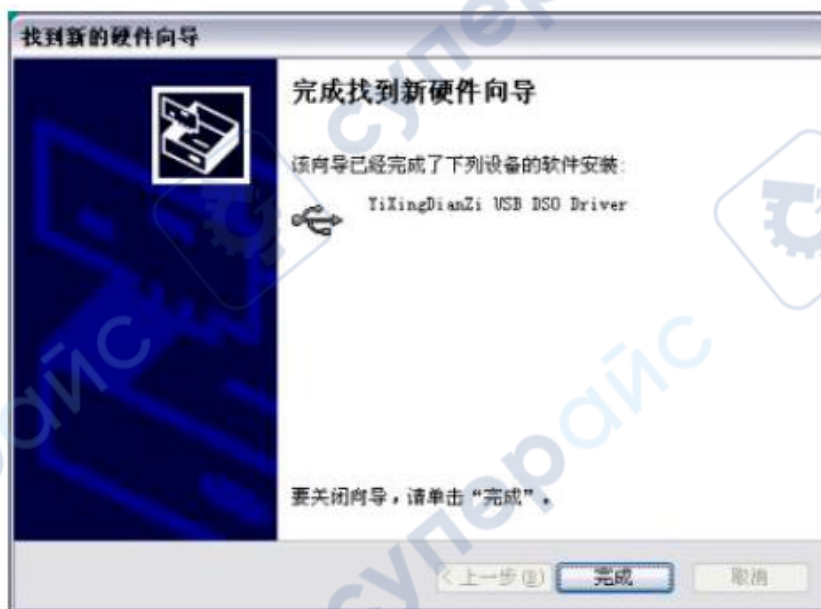 找到新的硬件向导
完成找到新硬件向导
该向导已经完成了下列设备的软件安装:
YiXingDianZi USB DSO Driver
要关闭向导，请单击“完成”。
< 上一步(B)
完成
取消
суперайс
суперайс